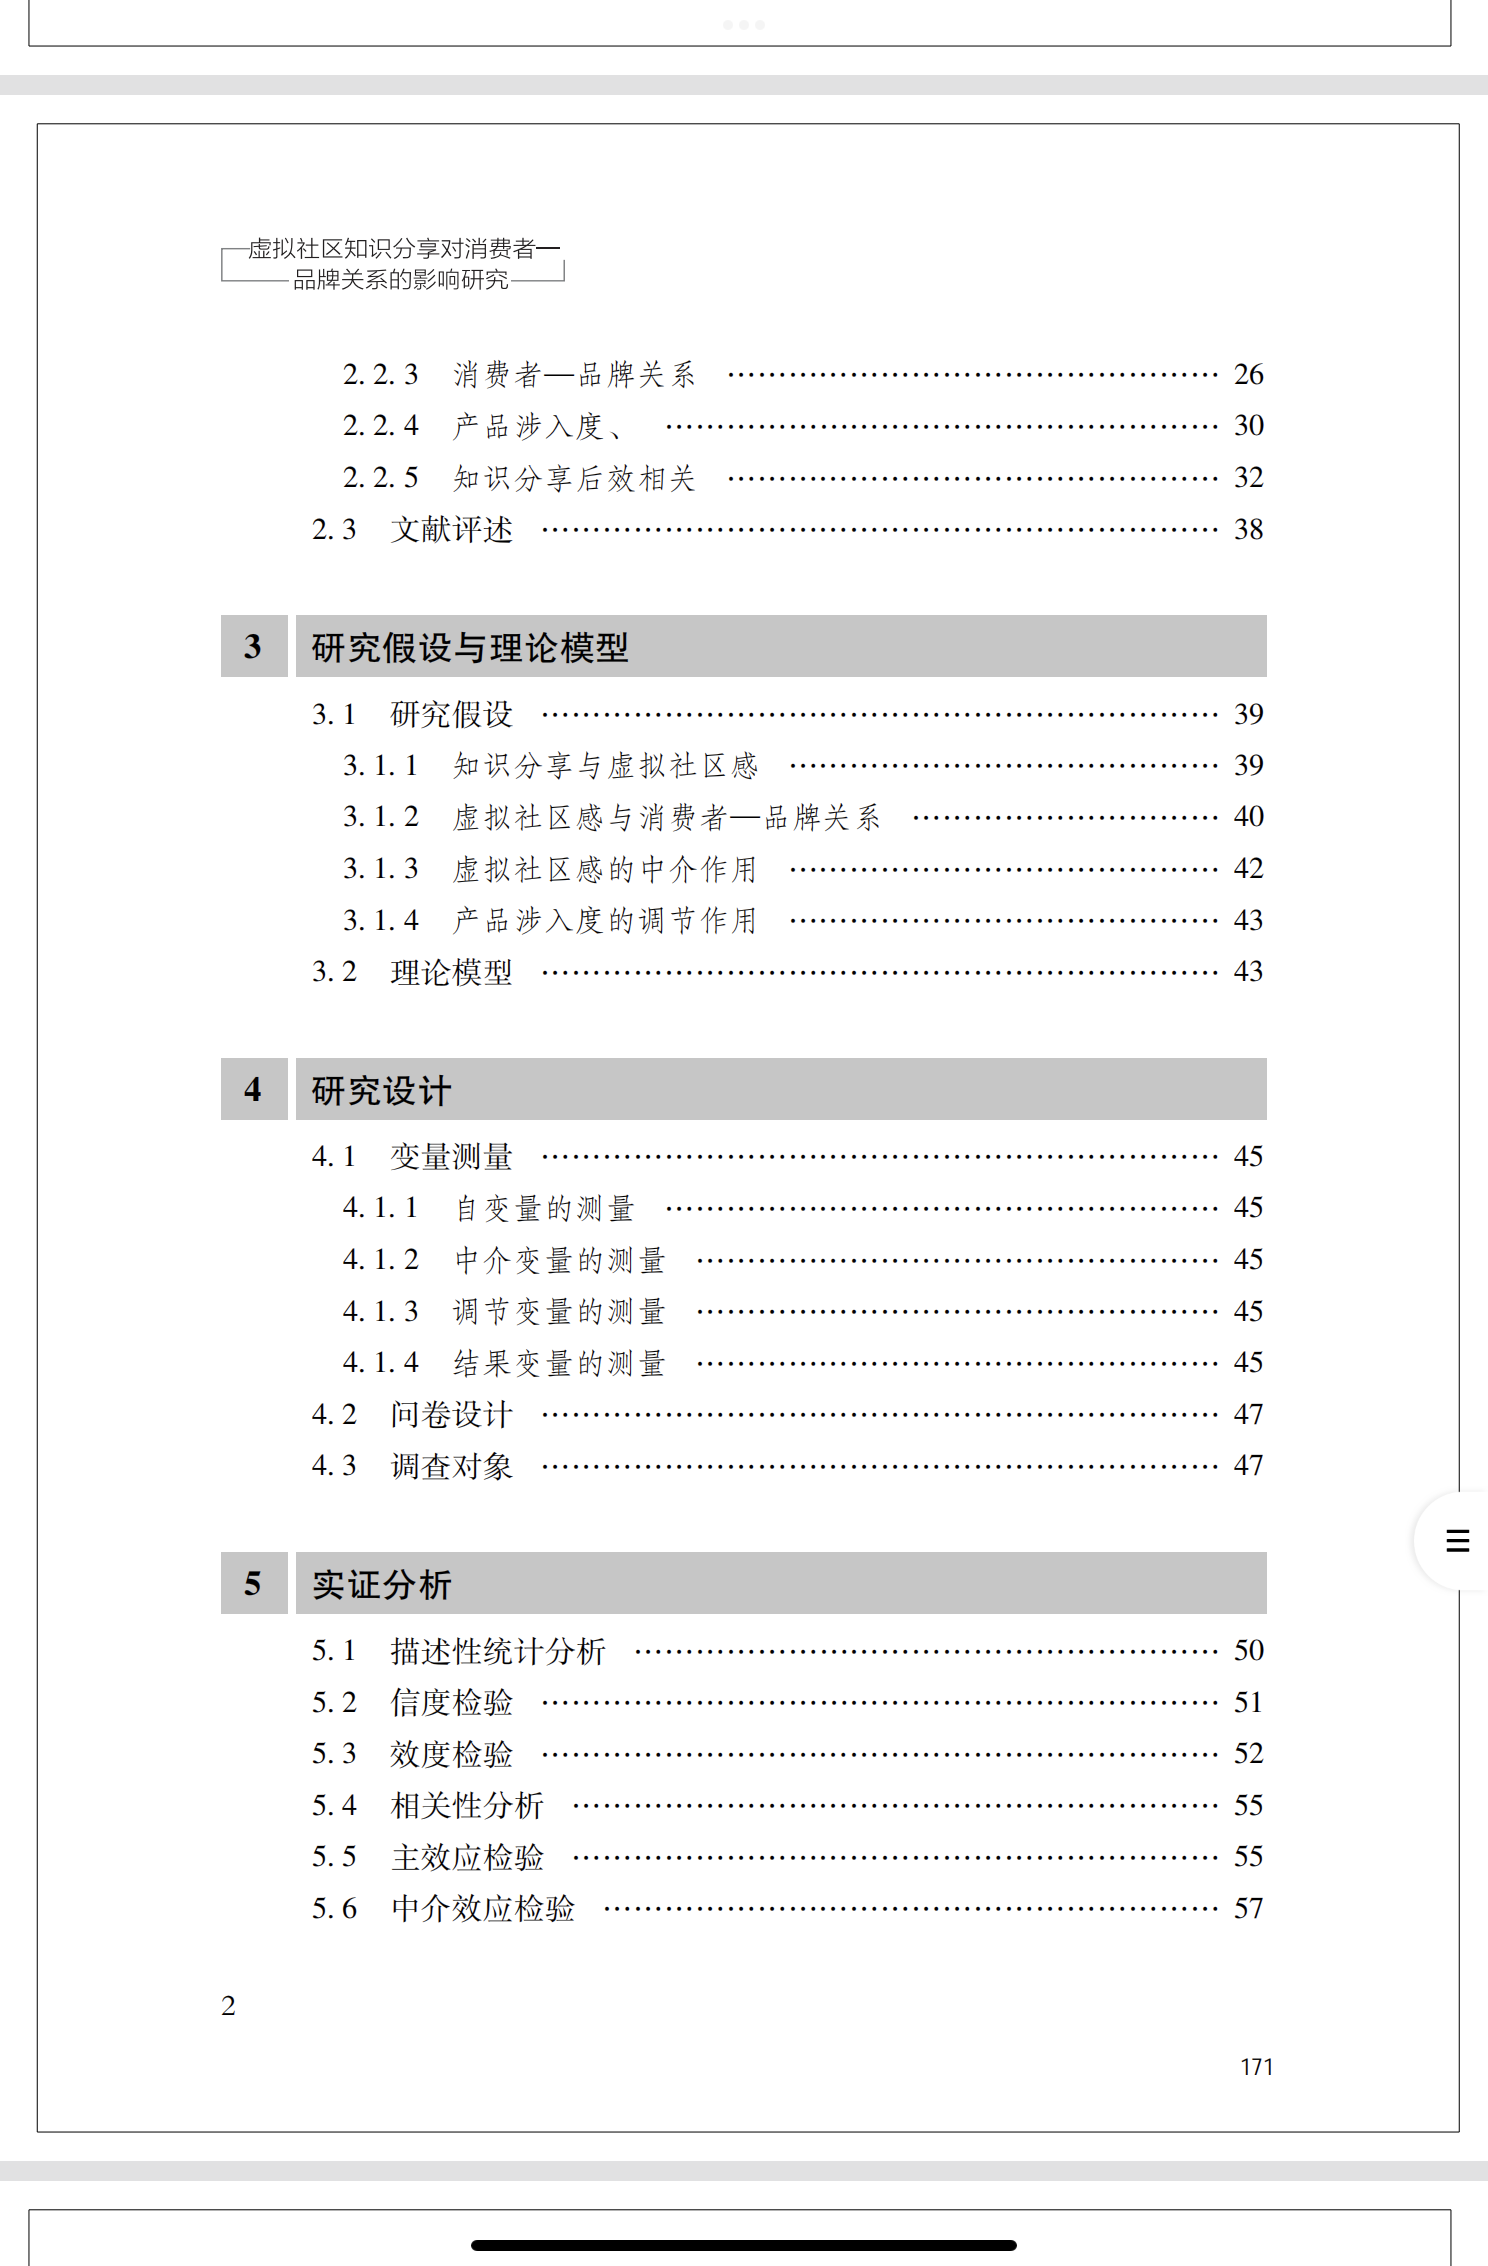 虚拟社区知识分享对消费者—
品牌关系的影响研究
2.2.3 消费者—品牌关系 …………………………………… 26
2.2.4 产品涉入度、 …………………………………… 30
2.2.5 知识分享后效相关 …………………………………… 32
2.3 文献评述 …………………………………… 38
3 研究假设与理论模型
3.1 研究假设 …………………………………… 39
3.1.1 知识分享与虚拟社区感 …………………………………… 39
3.1.2 虚拟社区感与消费者—品牌关系 …………………………………… 40
3.1.3 虚拟社区感的中介作用 …………………………………… 42
3.1.4 产品涉入度的调节作用 …………………………………… 43
3.2 理论模型 …………………………………… 43
4 研究设计
4.1 变量测量 …………………………………… 45
4.1.1 自变量的测量 …………………………………… 45
4.1.2 中介变量的测量 …………………………………… 45
4.1.3 调节变量的测量 …………………………………… 45
4.1.4 结果变量的测量 …………………………………… 45
4.2 问卷设计 …………………………………… 47
4.3 调查对象 …………………………………… 47
5 实证分析
5.1 描述性统计分析 …………………………………… 50
5.2 信度检验 …………………………………… 51
5.3 效度检验 …………………………………… 52
5.4 相关性分析 …………………………………… 55
5.5 主效应检验 …………………………………… 55
5.6 中介效应检验 …………………………………… 57
2
171